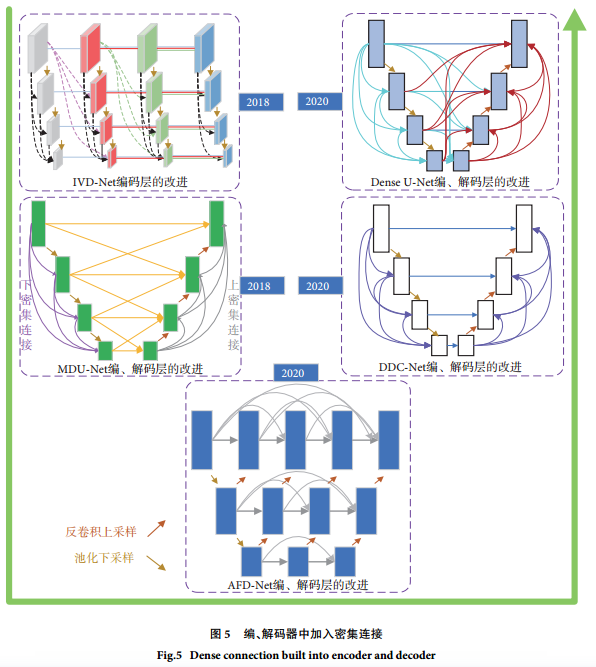 2018
2020
IVD-Net编码层的改进
Dense U-Net编、解码层的改进
下密集连接
上密集连接
2018
2020
MDU-Net编、解码层的改进
DDC-Net编、解码层的改进
2020
反卷积上采样
池化下采样
AFD-Net编、解码层的改进
图 5 编、解码器中加入密集连接
Fig.5 Dense connection built into encoder and decoder